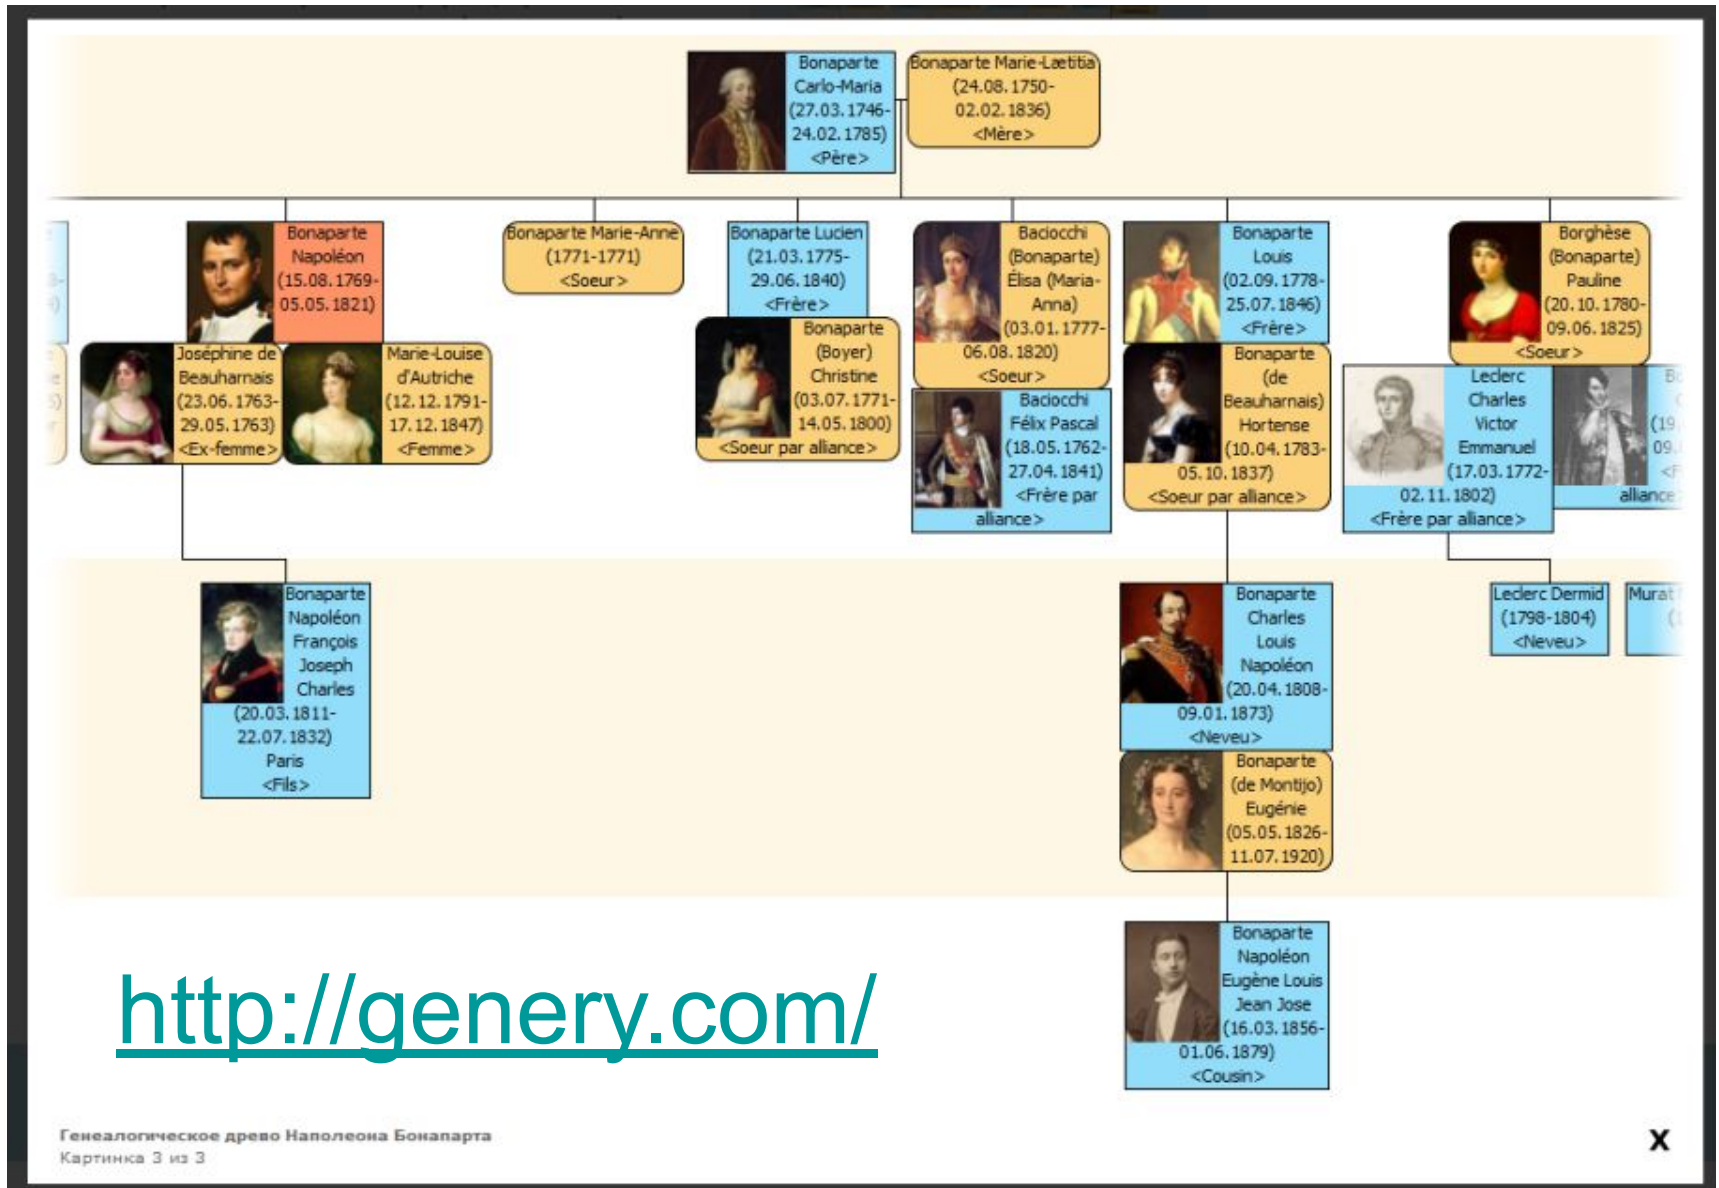 Bonaparte
Carlo-Maria
(27.03.1746-
24.02.1785)
<Père>
Bonaparte Marie-Lætitia
(24.08.1750-
02.02.1836)
<Mère>
Bonaparte
Napoléon
(15.08.1769-
05.05.1821)
Joséphine de
Beauharnais
(23.06.1763-
29.05.1763)
<Ex-femme>
Marie-Louise
d'Autriche
(12.12.1791-
17.12.1847)
<Femme>
Bonaparte Marie-Anne
(1771-1771)
<Soeur>
Bonaparte Lucien
(21.03.1775-
29.06.1840)
<Frère>
Bonaparte
(Boyer)
Christine
(03.07.1771-
14.05.1800)
<Soeur par alliance>
Baciocchi
(Bonaparte)
Élisa (Maria-
Anna)
(03.01.1777-
06.08.1820)
<Soeur>
Baciocchi
Félix Pascal
(18.05.1762-
27.04.1841)
<Frère par
alliance>
Bonaparte
Louis
(02.09.1778-
25.07.1846)
<Frère>
Bonaparte
(de
Beauharnais)
Hortense
(10.04.1783-
05.10.1837)
<Soeur par alliance>
Borghèse
(Bonaparte)
Pauline
(20.10.1780-
09.06.1825)
<Soeur>
Leclerc
Charles
Victor
Emmanuel
(17.03.1772-
02.11.1802)
<Frère par alliance>
alliance>
Bonaparte
Napoléon
François
Joseph
Charles
(20.03.1811-
22.07.1832)
Paris
<Fils>
Bonaparte
Charles
Louis
Napoléon
(20.04.1808-
09.01.1873)
<Neveu>
Bonaparte
(de Montijo)
Eugénie
(05.05.1826-
11.07.1920)
Leclerc Dermid
(1798-1804)
<Neveu>
Murat
Bonaparte
Napoléon
Eugène Louis
Jean Jose
(16.03.1856-
01.06.1879)
<Cousin>
http://genery.com/
Генеалогическое древо Наполеона Бонапарта
Картинка 3 из 3
X